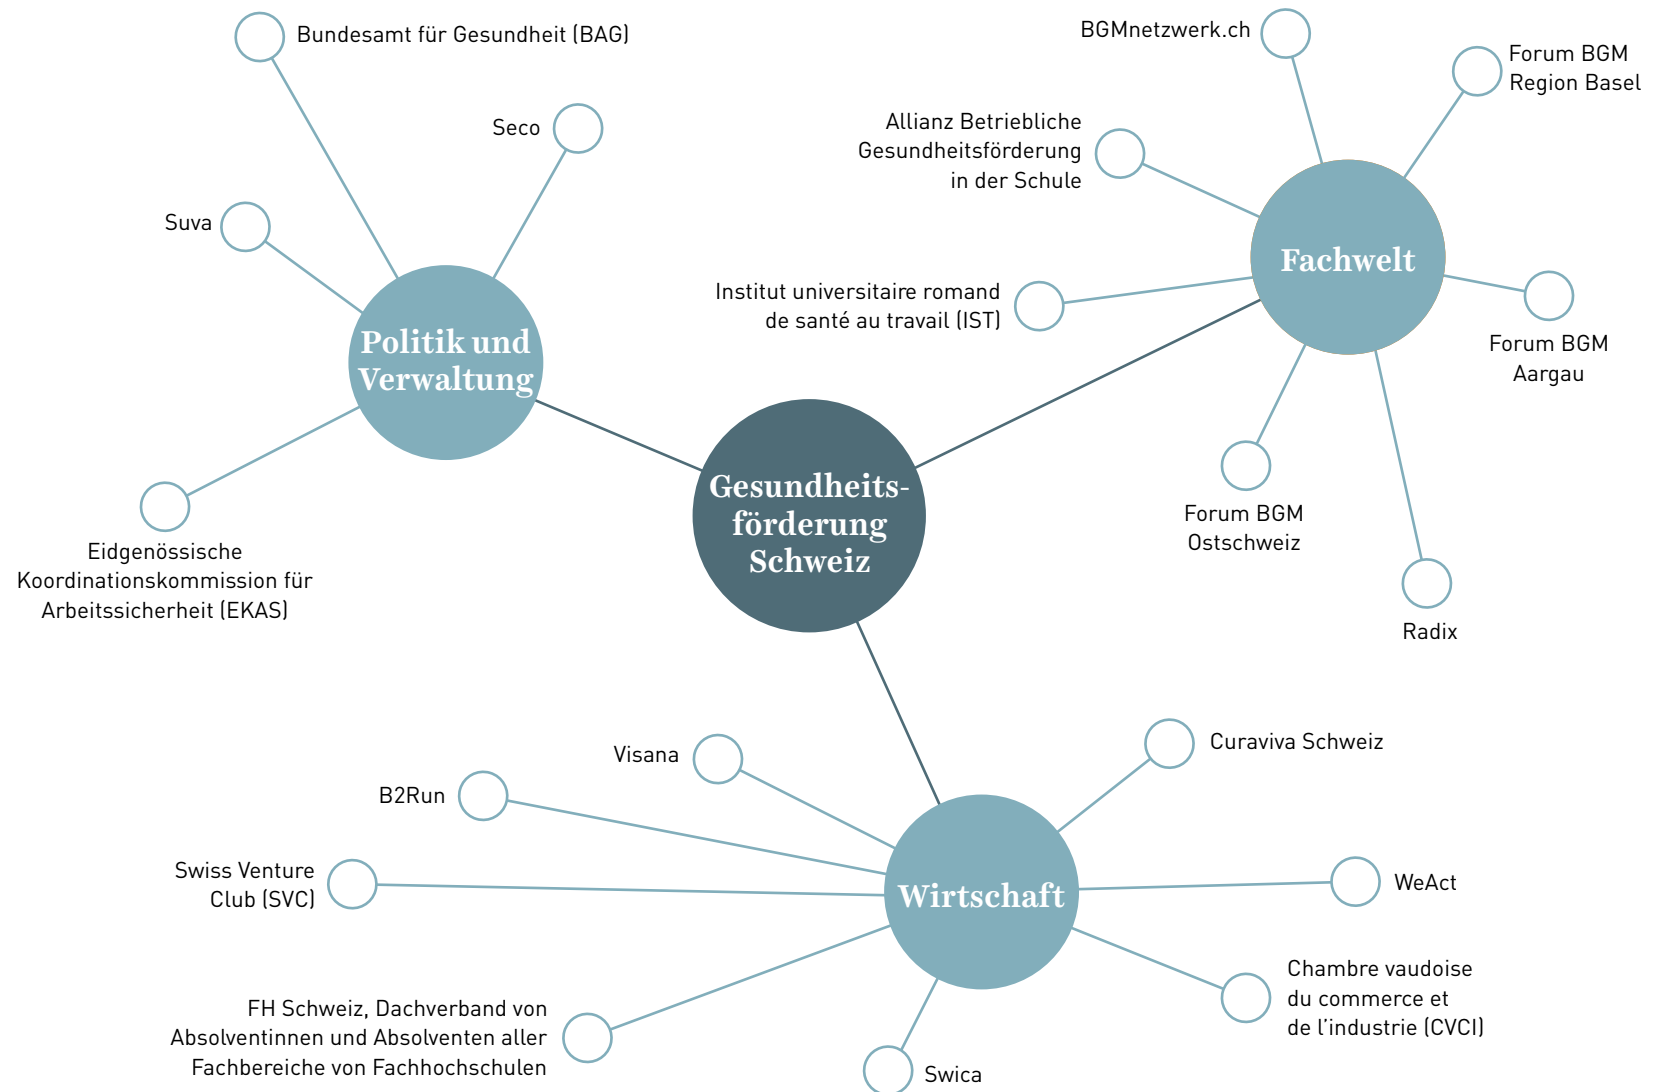 Bundesamt für Gesundheit (BAG)
Seco
Suva
Politik und
Verwaltung
Eidgenössische
Koordinationskommission für
Arbeitssicherheit (EKAS)
BGMnetzwerk.ch
Forum BGM
Region Basel
Allianz Betriebliche
Gesundheitsförderung
in der Schule
Fachwelt
Institut universitaire romand
de santé au travail (IST)
Forum BGM
Aargau
Forum BGM
Ostschweiz
Radix
Gesundheits-
förderung
Schweiz
Visana
Curaviva Schweiz
B2Run
Swiss Venture
Club (SVC)
Wirtschaft
WeAct
Chambre vaudoise
du commerce et
de l'industrie (CVCI)
FH Schweiz, Dachverband von
Absolventinnen und Absolventen aller
Fachbereiche von Fachhochschulen
Swica